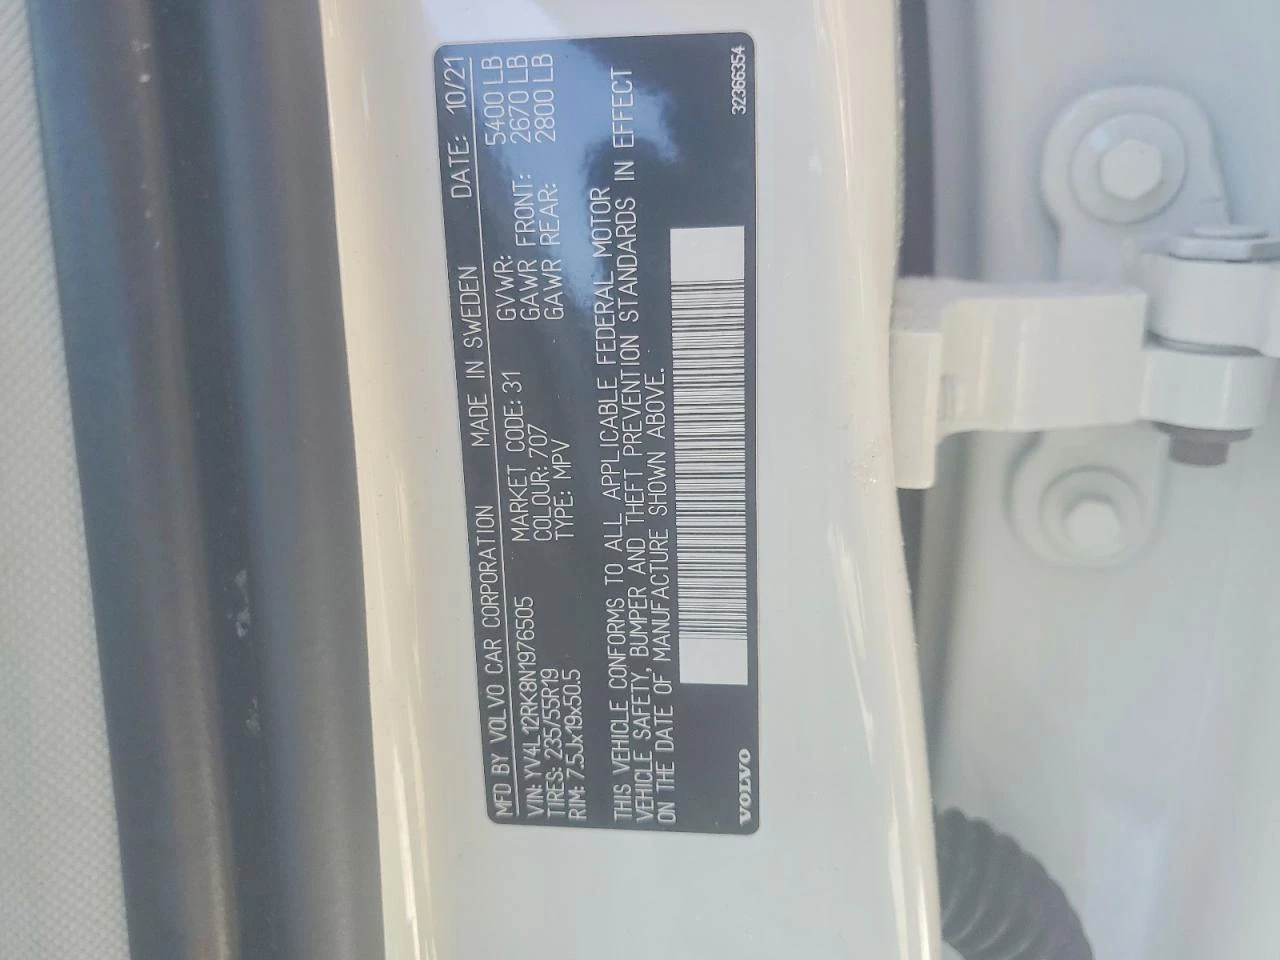 MFD BY VOLVO CAR CORPORATION MADE IN SWEDEN DATE: 10/21
VIN: YV4L12RK8N1976505 MARKET CODE: 31 GVWR: 5400 LB
TIRES: 235/55R19 COLOUR: 707 GAWR FRONT: 2670 LB
RIM: 7.5Jx19x50.5 TYPE: MPV GAWR REAR: 2800 LB
THIS VEHICLE CONFORMS TO ALL APPLICABLE FEDERAL MOTOR
VEHICLE SAFETY, BUMPER AND THEFT PREVENTION STANDARDS IN EFFECT
ON THE DATE OF MANUFACTURE SHOWN ABOVE.
VOLVO 32366354